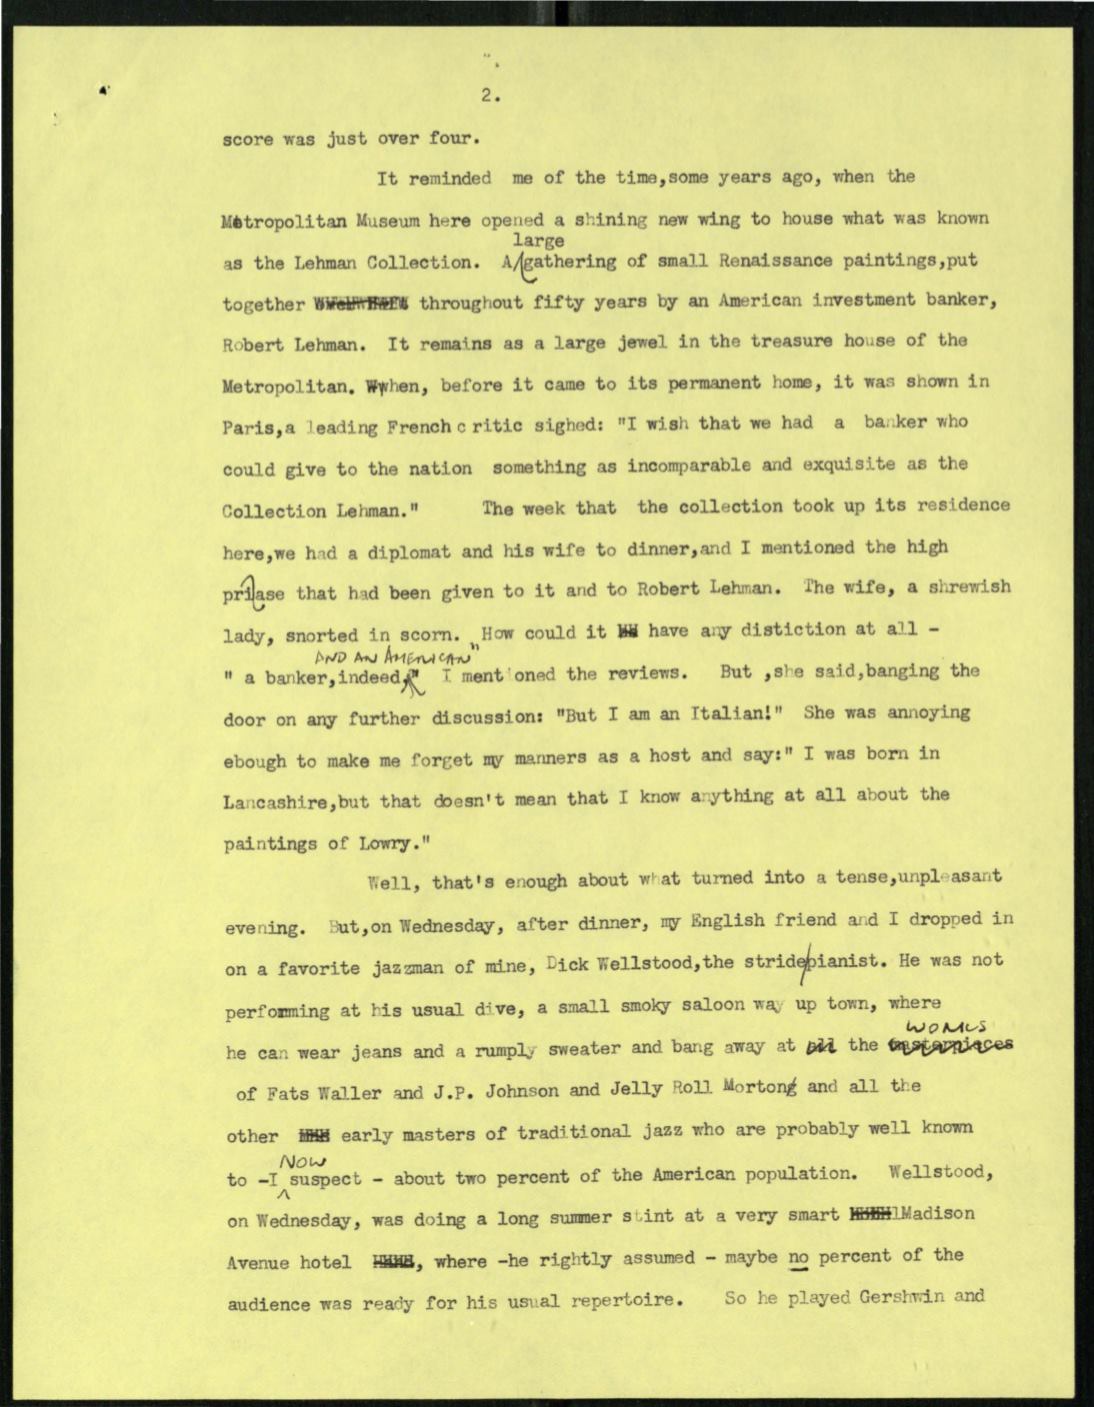 2.
score was just over four.
It reminded me of the time,some years ago, when the
Metropolitan Museum here opened a shining new wing to house what was known
large
as the Lehman Collection. A gathering of small Renaissance paintings,put
together throughout fifty years by an American investment banker,
Robert Lehman. It remains as a large jewel in the treasure house of the
Metropolitan. Wwhen, before it came to its permanent home, it was shown in
Paris,a leading French critic sighed: "I wish that we had a banker who
could give to the nation something as incomparable and exquisite as the
Collection Lehman." The week that the collection took up its residence
here,we had a diplomat and his wife to dinner,and I mentioned the high
priase that had been given to it and to Robert Lehman. The wife, a shrewish
lady, snorted in scorn. How could it have any distiction at all -
AND AN AMERICAN"
" a banker,indeed," I mentioned the reviews. But ,she said,banging the
door on any further discussion: "But I am an Italian!" She was annoying
ebough to make me forget my manners as a host and say:" I was born in
Lancashire,but that doesn't mean that I know anything at all about the
paintings of Lowry."
Well, that's enough about what turned into a tense,unpleasant
evening. But,on Wednesday, after dinner, my English friend and I dropped in
on a favorite jazzman of mine, Dick Wellstood,the stride/pianist. He was not
performing at his usual dive, a small smoky saloon way up town, where
WORKS
he can wear jeans and a rumply sweater and bang away at all the masterpieces
of Fats Waller and J.P. Johnson and Jelly Roll Morton and all the
other early masters of traditional jazz who are probably well known
NOW
to -I suspect - about two percent of the American population. Wellstood,
on Wednesday, was doing a long summer stint at a very smart Madison
Avenue hotel , where -he rightly assumed - maybe no percent of the
audience was ready for his usual repertoire. So he played Gershwin and